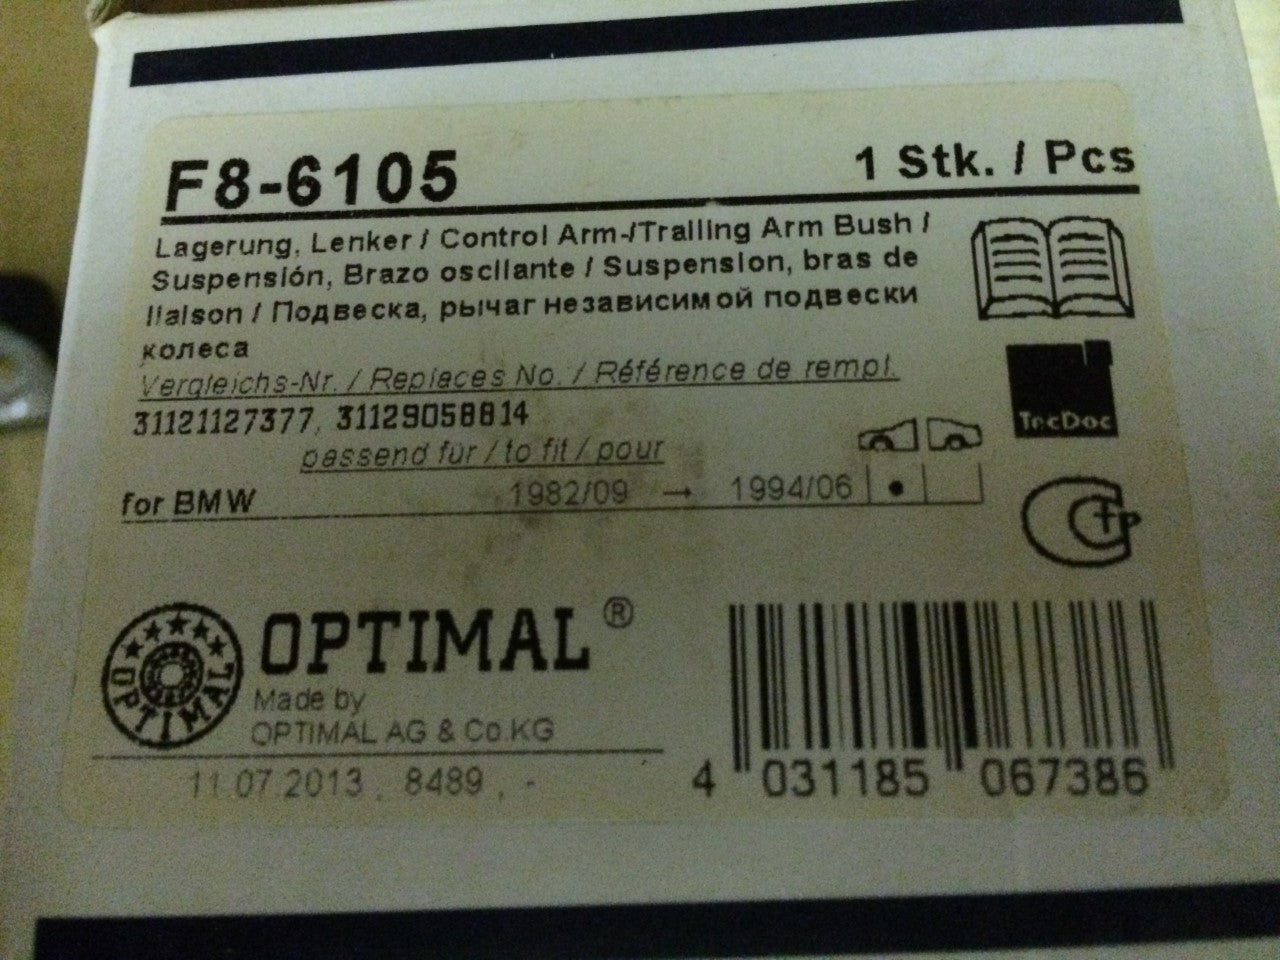 F8-6105 1 Stk. / Pcs
Lagerung, Lenker / Control Arm-/Trailing Arm Bush /
Suspensión, Brazo oscilante / Suspension, bras de
liaison / Подвеска, рычаг независимой подвески
колеса
Vergleichs-Nr. / Replaces No. / Référence de rempl.
31121127377, 31129058814
TecDoc
passend für / to fit / pour
for BMW 1982/09 → 1994/06
OPTIMAL ®
OPTIMAL
Made by
OPTIMAL AG & Co.KG
11.07.2013 , 8489 , -
4 031185 067386